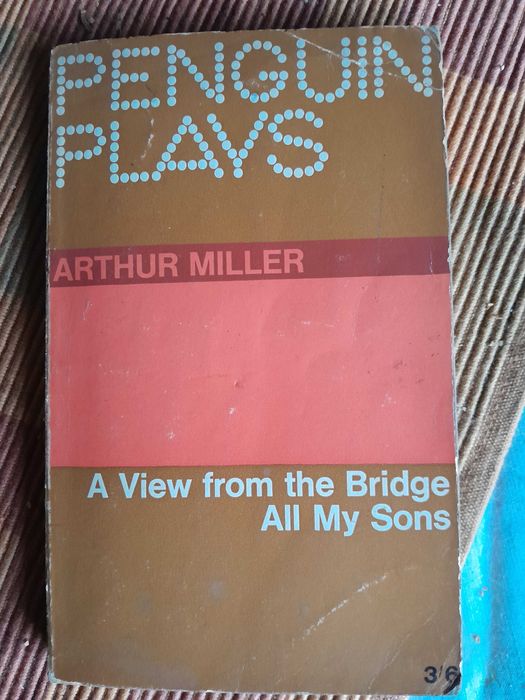 PENGUIN
PLAYS
ARTHUR MILLER
A View from the Bridge
All My Sons
3'6